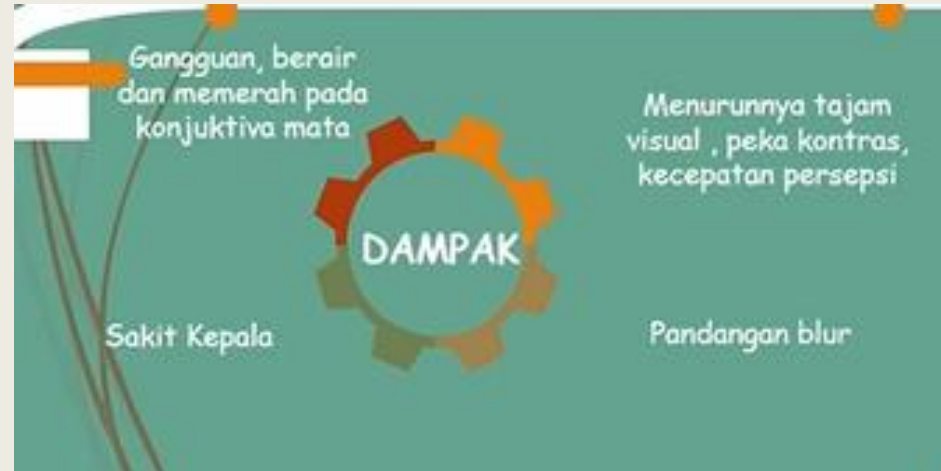 Gangguan, berair
dan memerah pada
konjuktiva mata
Menurunnya tajam
visual , peka kontras,
kecepatan persepsi
DAMPAK
Sakit Kepala
Pandangan blur